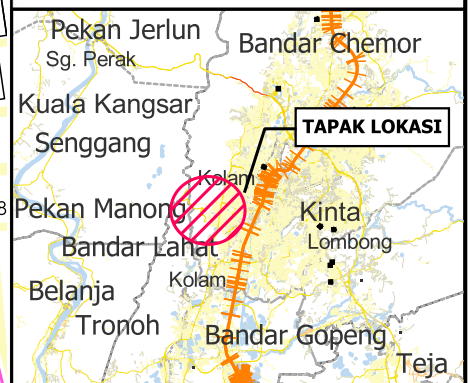 Pekan Jerlun
Bandar Chemor
Sg. Perak
Kuala Kangsar
TAPAK LOKASI
Senggang
Kolam
8
Pekan Manong
Kinta
Lombong
Bandar Lahat
Kolam
Belanja
Tronoh
Bandar Gopeng
Teja